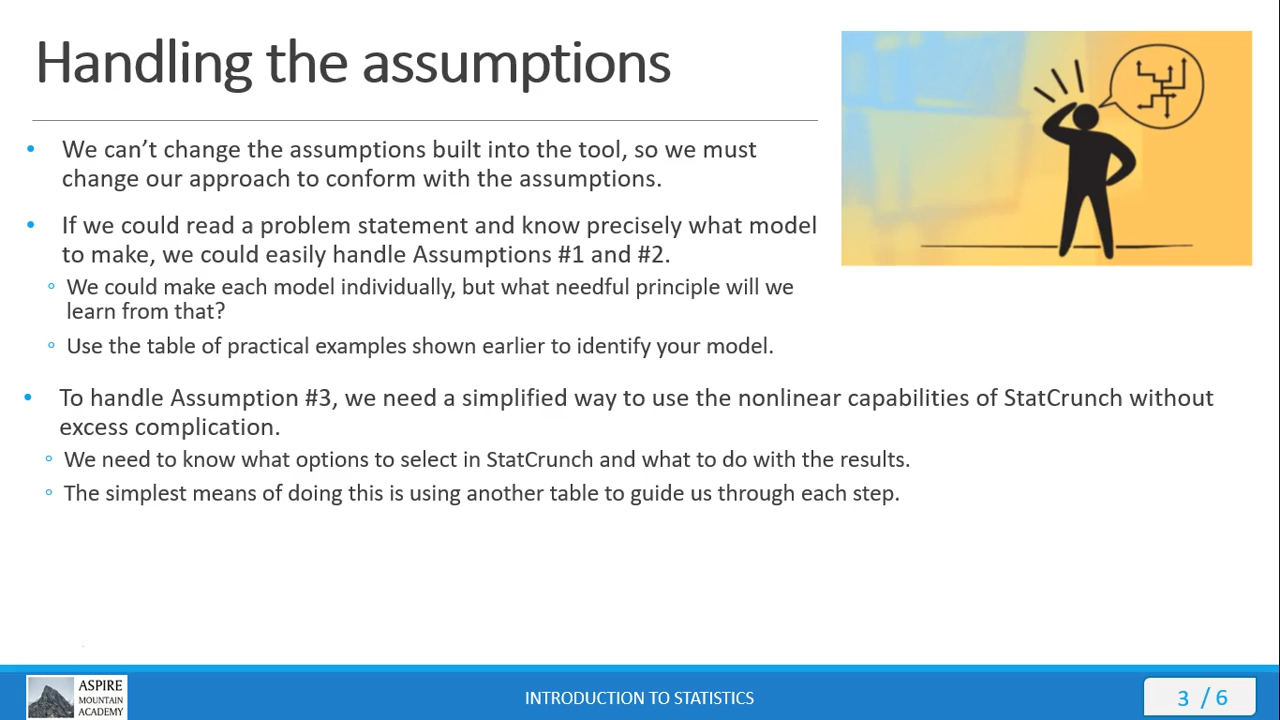 Handling the assumptions
• We can’t change the assumptions built into the tool, so we must
change our approach to conform with the assumptions.
• If we could read a problem statement and know precisely what model
to make, we could easily handle Assumptions #1 and #2.
◦ We could make each model individually, but what needful principle will we
learn from that?
◦ Use the table of practical examples shown earlier to identify your model.
• To handle Assumption #3, we need a simplified way to use the nonlinear capabilities of StatCrunch without
excess complication.
◦ We need to know what options to select in StatCrunch and what to do with the results.
◦ The simplest means of doing this is using another table to guide us through each step.
ASPIRE
MOUNTAIN
ACADEMY
INTRODUCTION TO STATISTICS
3 / 6